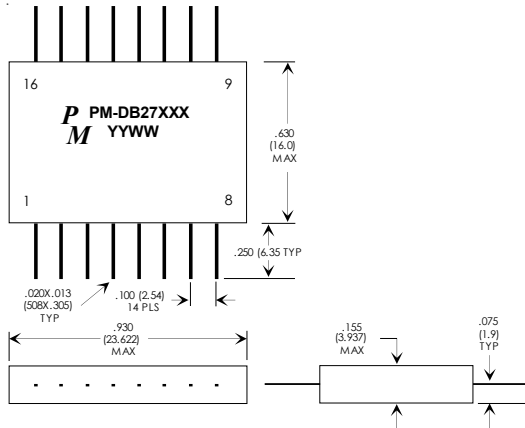 16 9
P PM-DB27XXX
M YYWW
.630
(16.0)
MAX
1 8
.250 (6.35 TYP
.020X.013
(508X.305)
TYP
.100 (2.54)
14 PLS
.930
(23.622)
MAX
.155
(3.937)
MAX
.075
(1.9)
TYP